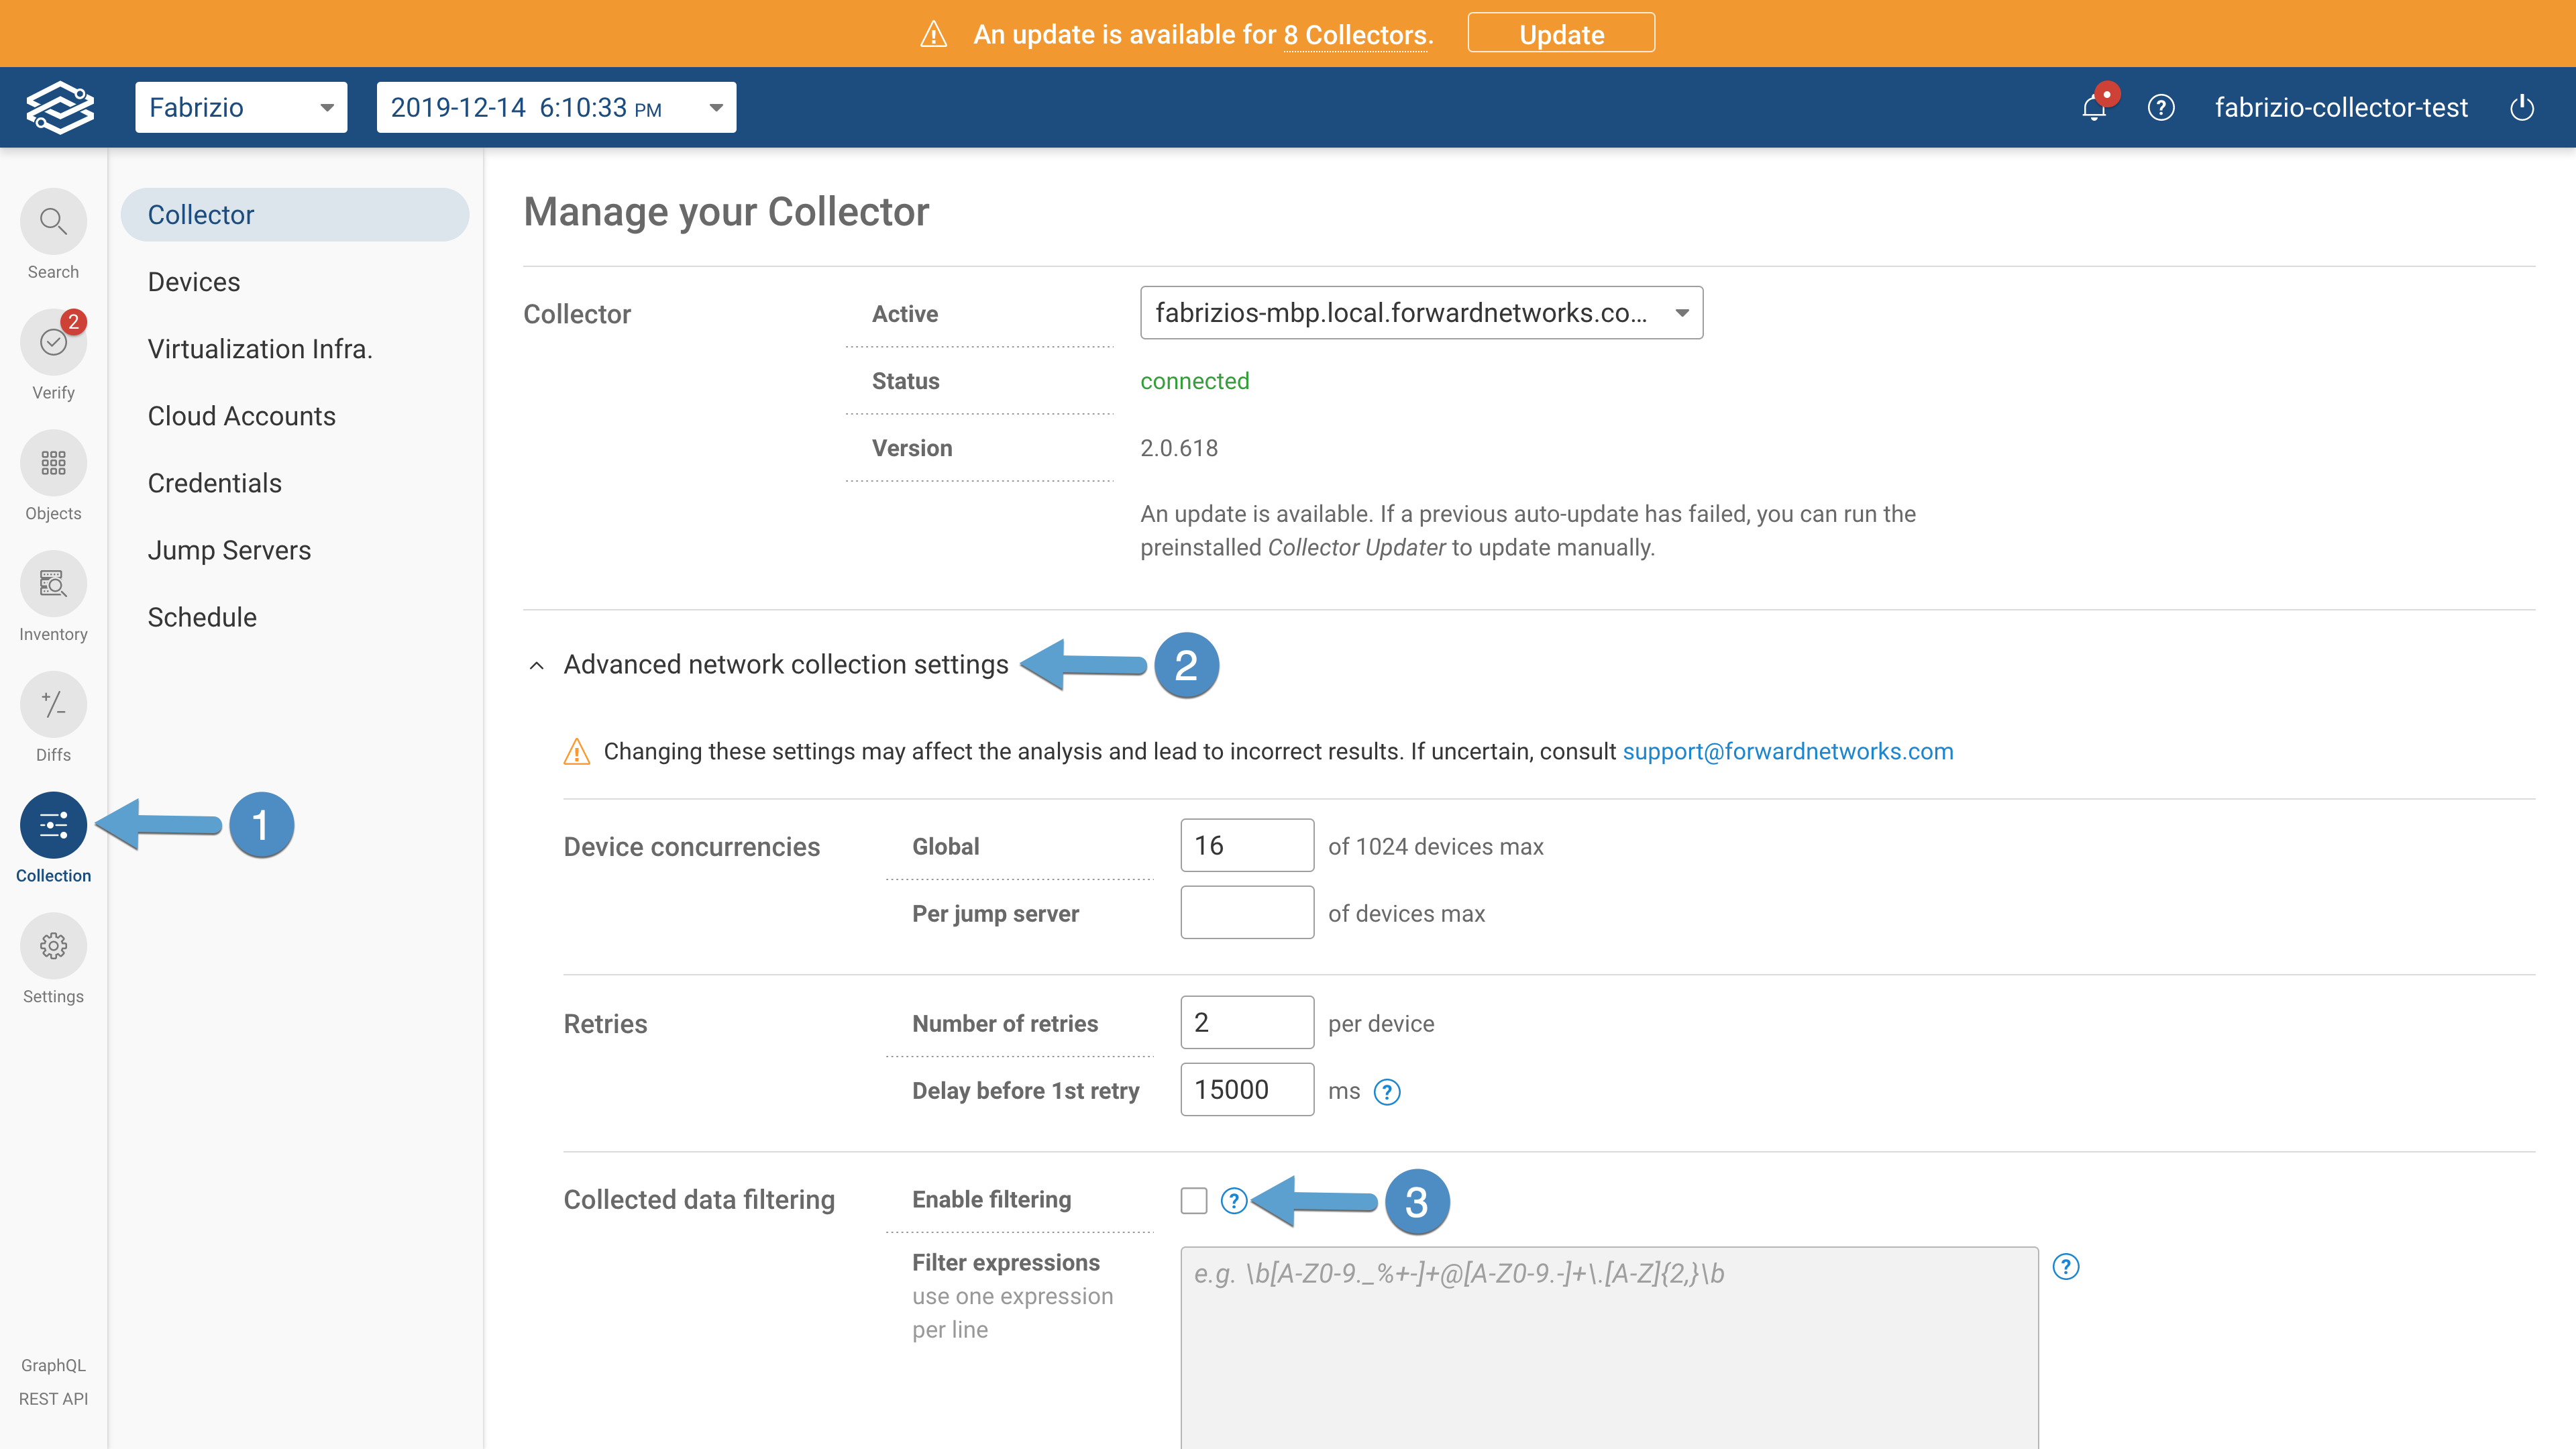 An update is available for 8 Collectors. Update
Fabrizio 2019-12-14 6:10:33 PM fabrizio-collector-test
Search
2
Verify
Objects
Inventory
+/-
Diffs
Collection
1
Settings
GraphQL
REST API
Collector
Devices
Virtualization Infra.
Cloud Accounts
Credentials
Jump Servers
Schedule
Manage your Collector
Collector Active fabrizios-mbp.local.forwardnetworks.co...
Status connected
Version 2.0.618
An update is available. If a previous auto-update has failed, you can run the
preinstalled Collector Updater to update manually.
Advanced network collection settings 2
Changing these settings may affect the analysis and lead to incorrect results. If uncertain, consult support@forwardnetworks.com
Device concurrencies Global 16 of 1024 devices max
Per jump server of devices max
Retries Number of retries 2 per device
Delay before 1st retry 15000 ms ?
Collected data filtering Enable filtering ? 3
Filter expressions e.g. \b[A-Z0-9._%+-]+@[A-Z0-9.-]+\.[A-Z]{2,}\b ?
use one expression
per line